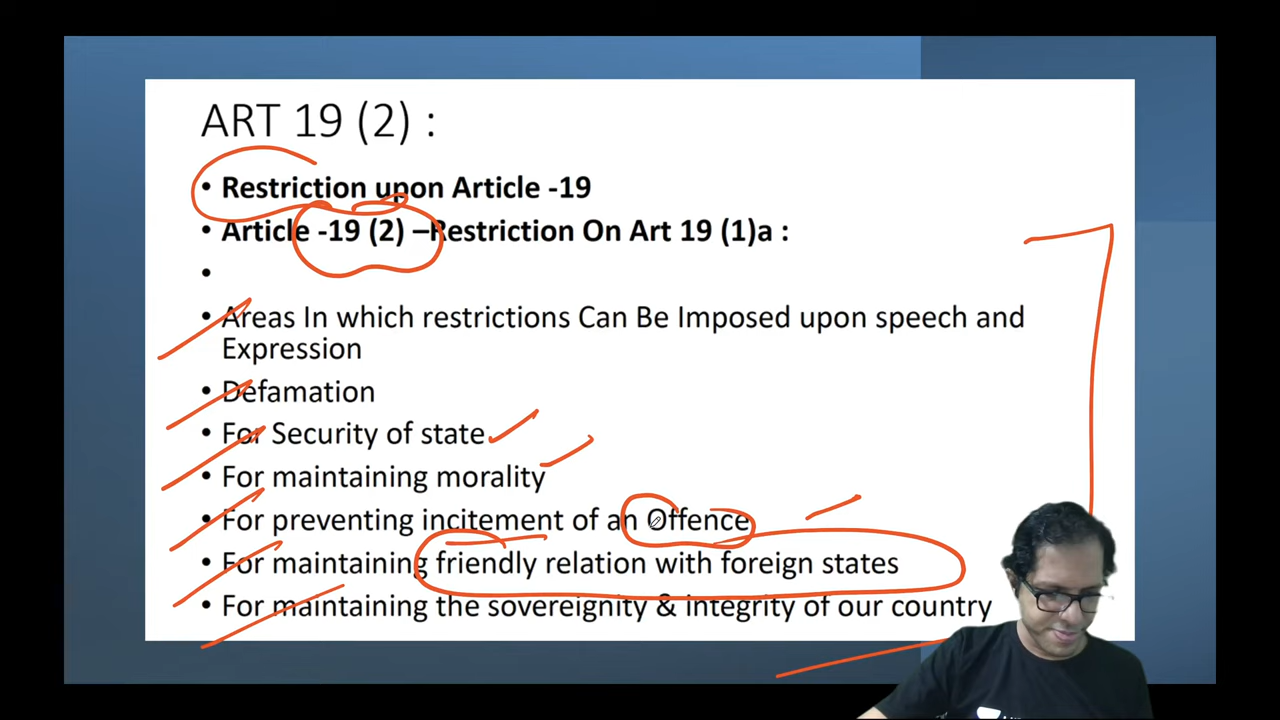 ART 19 (2) :
• Restriction upon Article -19
• Article -19 (2) –Restriction On Art 19 (1)a :
•
• Areas In which restrictions Can Be Imposed upon speech and
Expression
• Defamation
• For Security of state
• For maintaining morality
• For preventing incitement of an Offence
• For maintaining friendly relation with foreign states
• For maintaining the sovereignity & integrity of our country